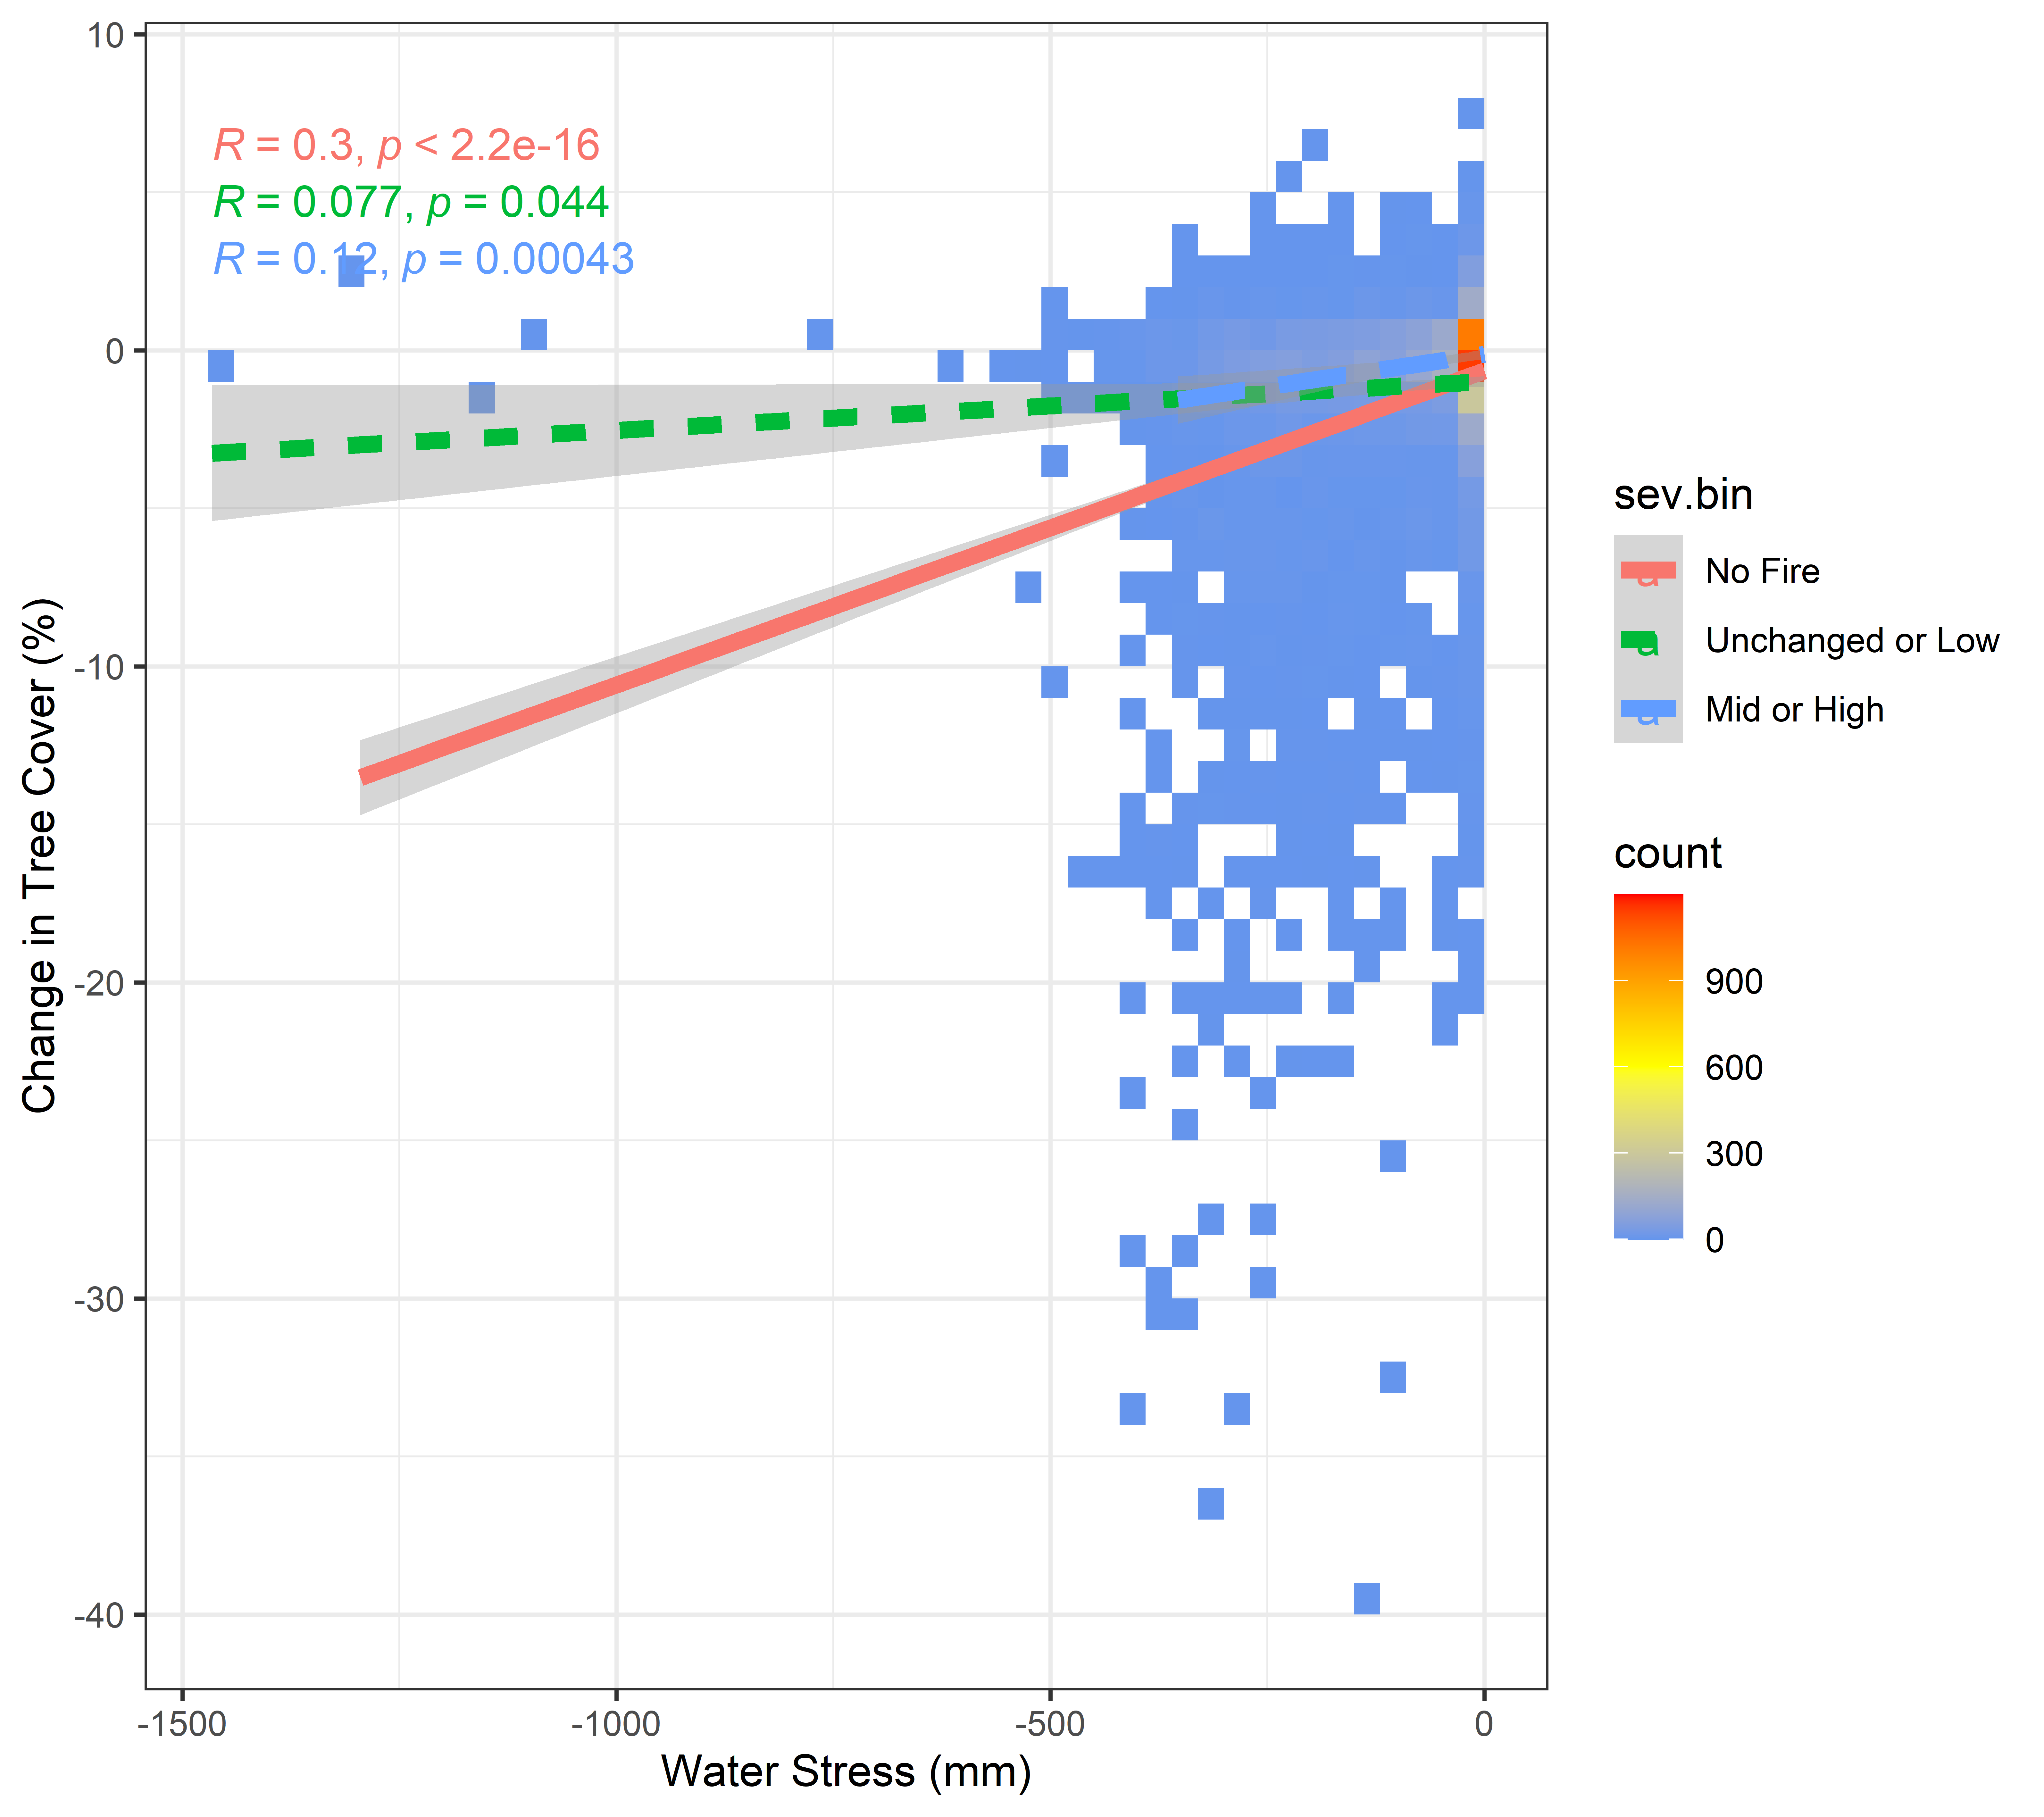 10
0
-10
-20
-30
-40
Change in Tree Cover (%)
R = 0.3, p < 2.2e-16
R = 0.077, p = 0.044
R = 0.12, p = 0.00043
-1500
-1000
-500
0
Water Stress (mm)
sev.bin
a No Fire
a Unchanged or Low
a Mid or High
count
900
600
300
0